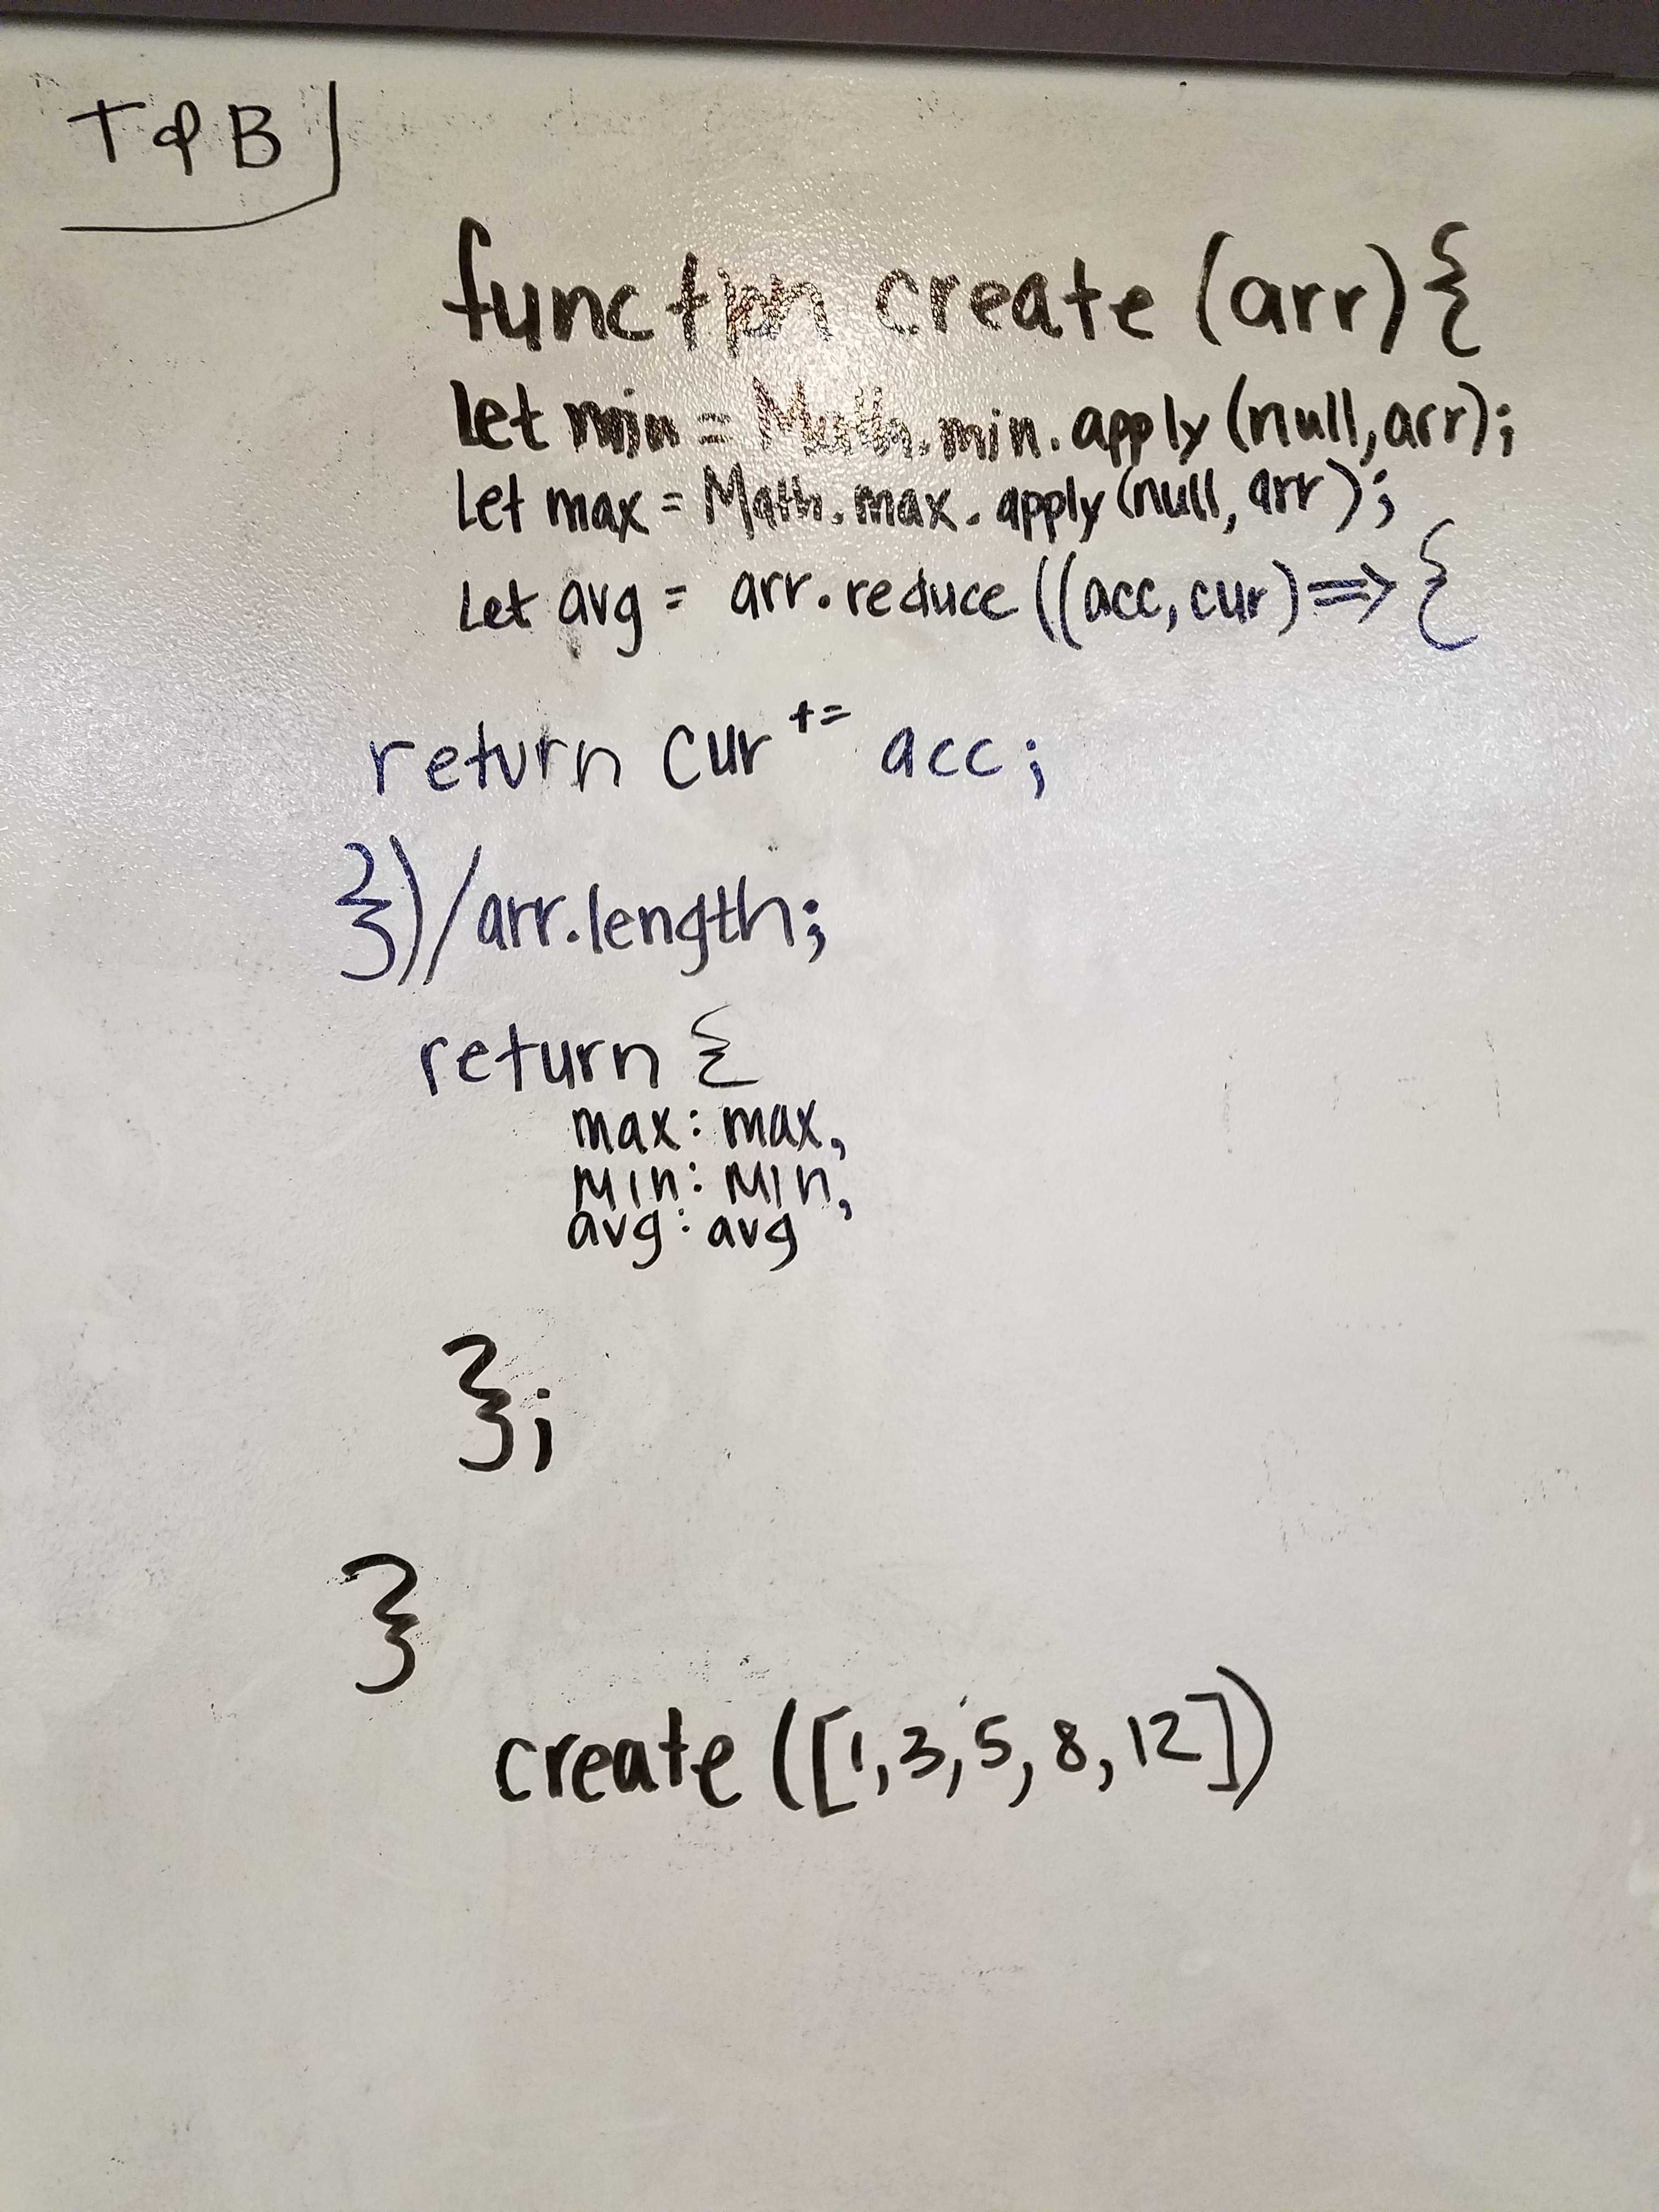 T & B
function create (arr) {
let min = Math.min.apply (null, arr);
let max = Math.max.apply (null, arr);
Let avg = arr.reduce ((acc, cur) => {
return cur += acc;
})/arr.length;
return {
max: max,
min: min,
avg: avg
};
}
create ([1,3,5,8,12])